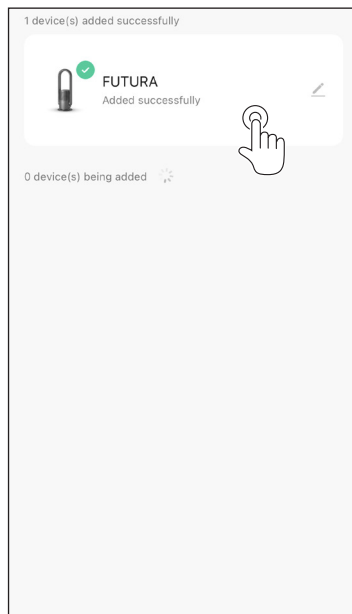 1 device(s) added successfully
FUTURA
Added successfully
0 device(s) being added